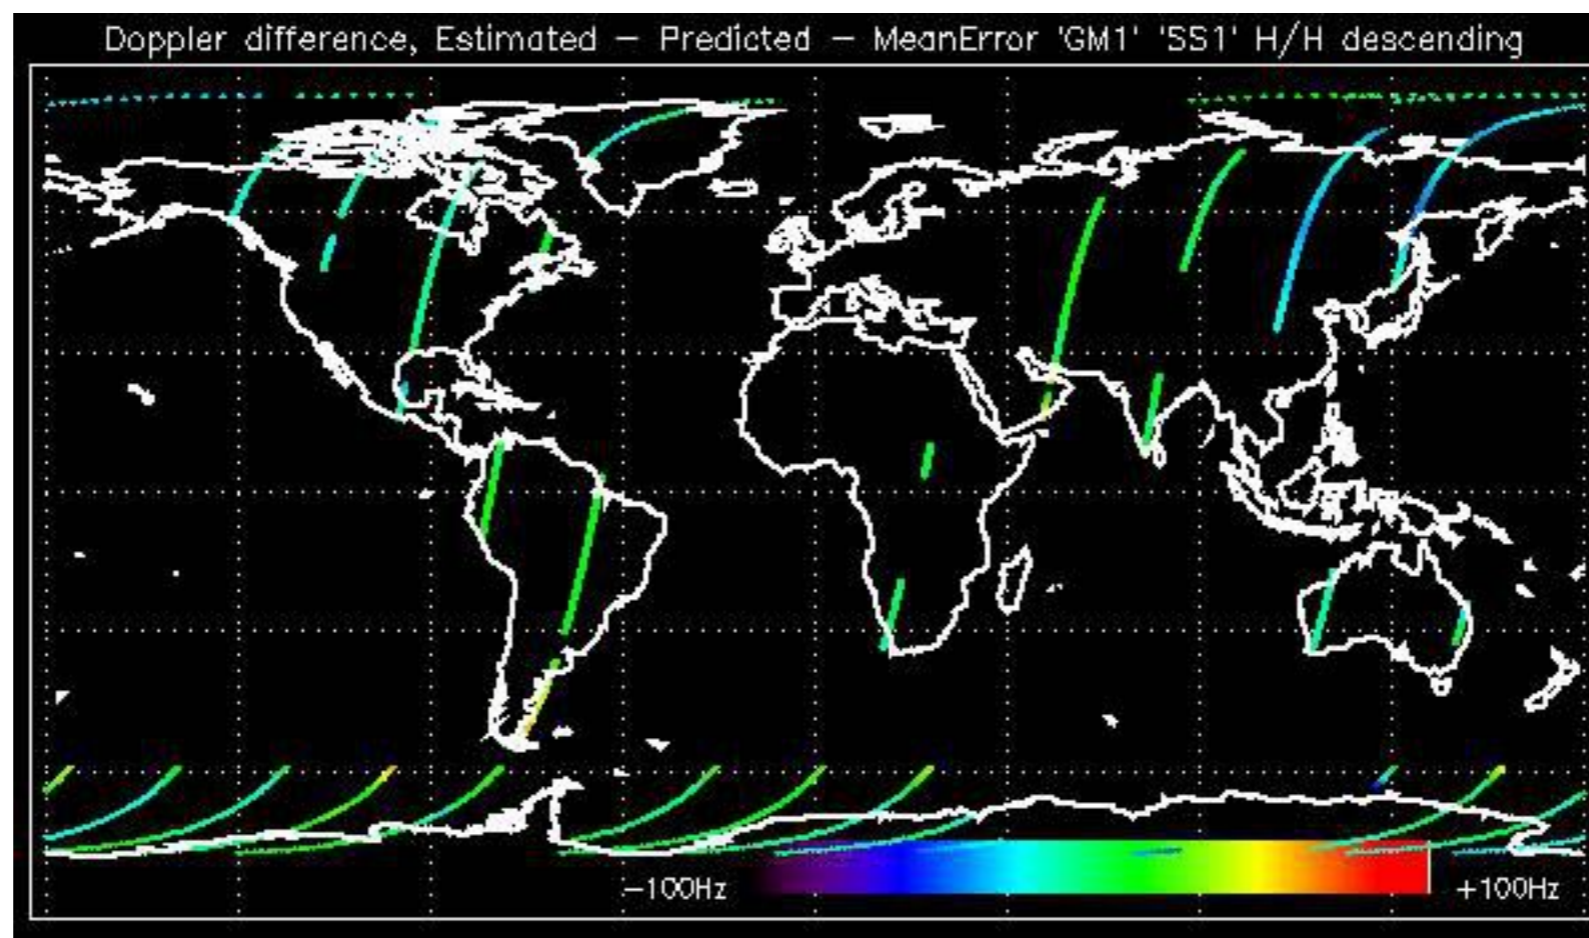 Doppler difference, Estimated — Predicted — MeanError 'GM1' 'SS1' H/H descending
−100Hz +100Hz